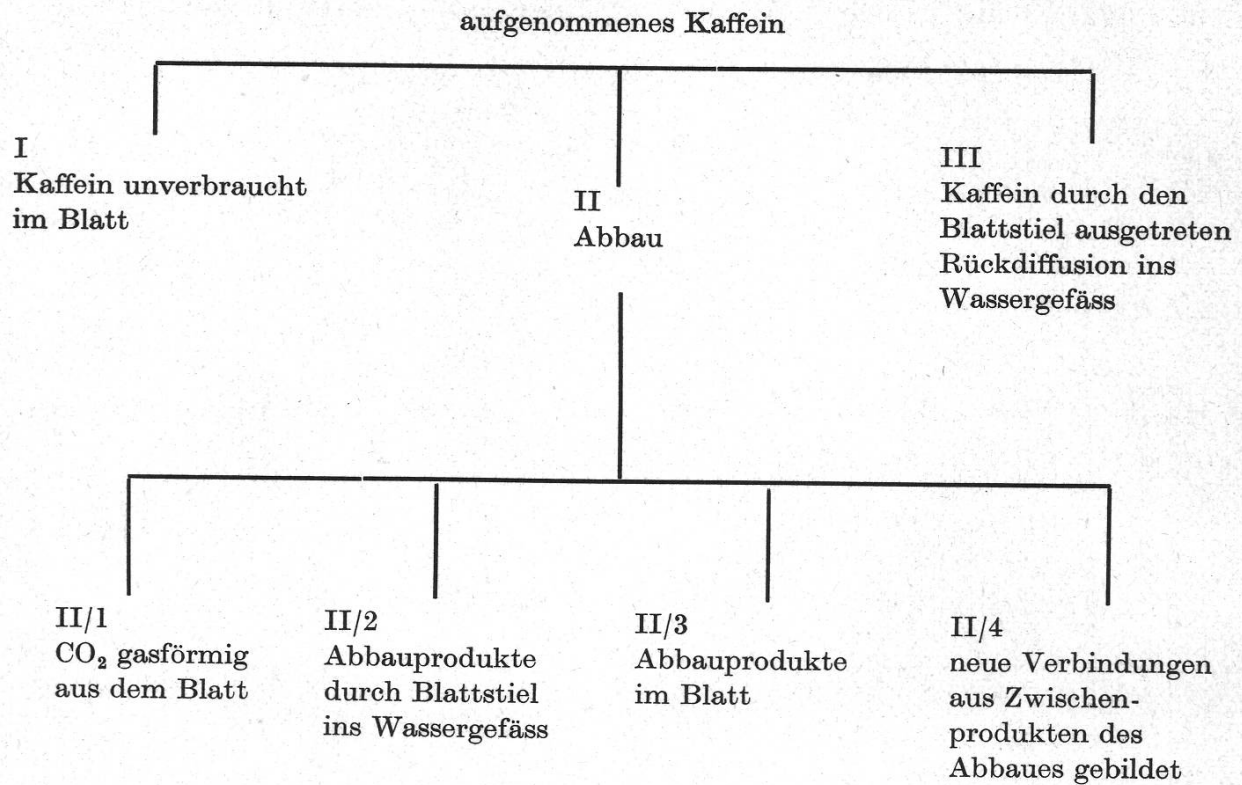 aufgenommenes Kaffein
I
Kaffein unverbraucht
im Blatt
II
Abbau
III
Kaffein durch den
Blattstiel ausgetreten
Rückdiffusion ins
Wassergefäss
II/1
CO₂ gasförmig
aus dem Blatt
II/2
Abbauprodukte
durch Blattstiel
ins Wassergefäss
II/3
Abbauprodukte
im Blatt
II/4
neue Verbindungen
aus Zwischen-
produkten des
Abbaues gebildet